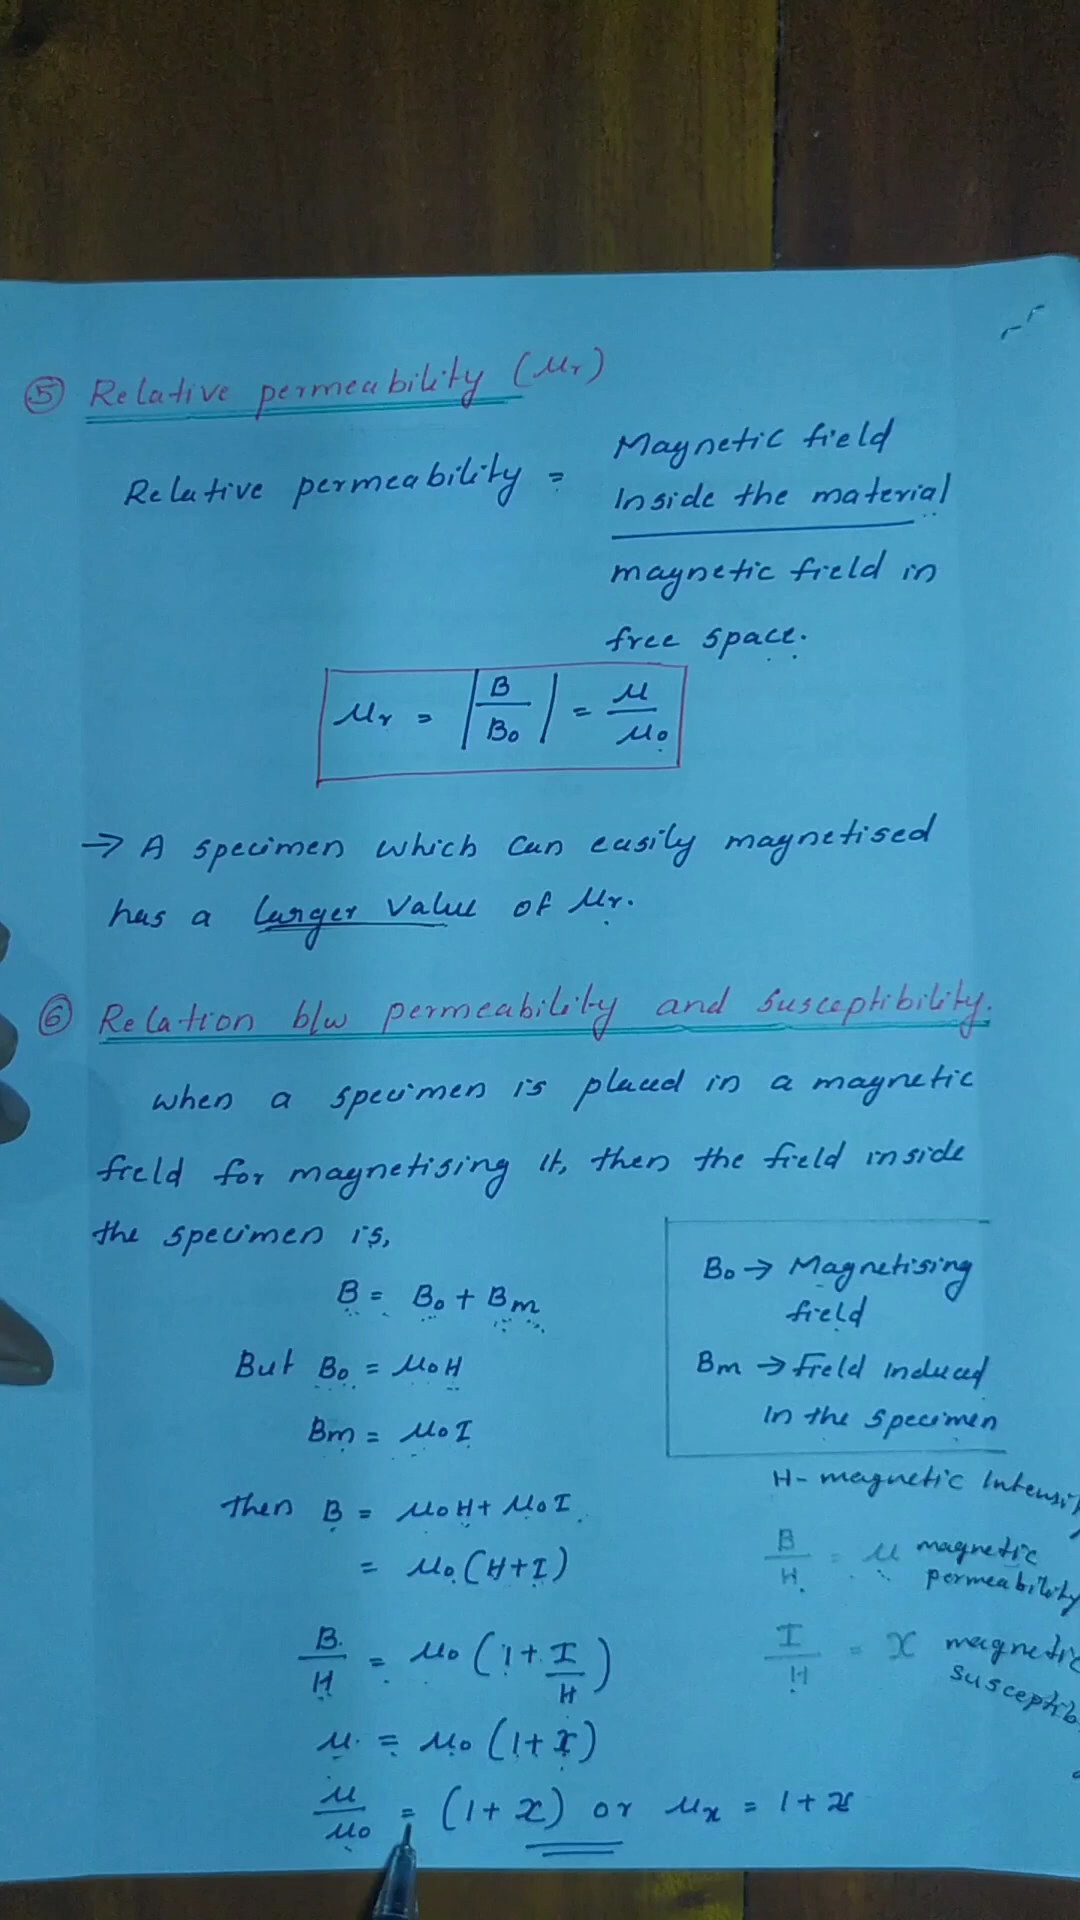 ⑤ Relative permeability (μr)
Relative permeability = Magnetic field
Inside the material
magnetic field in
free space.
μr = |B/B₀| = μ/μ₀
→ A specimen which can easily magnetised
has a larger value of μr.
⑥ Relation b/w permeability and susceptibility.
when a specimen is placed in a magnetic
field for magnetising it, then the field inside
the specimen is,
B = B₀ + Bm
But B₀ = μ₀H
Bm = μ₀I
B₀ → Magnetising
field
Bm → Field induced
In the specimen
Then B = μ₀H + μ₀I
= μ₀(H+I)
B/H = μ₀(1 + I/H)
μ = μ₀(1+x)
μ/μ₀ = (1+x) or μx = 1+x
H - magnetic Intensi
B/H = μ magnetic
permeability
I/H = x magnetic
susceptib